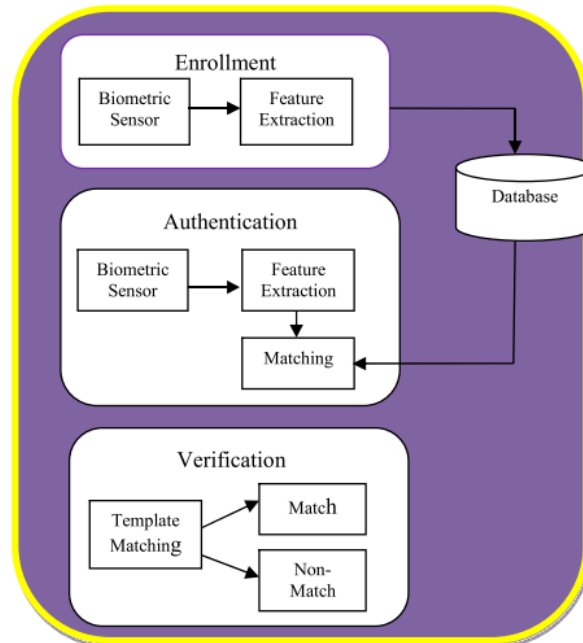 Enrollment
Biometric
Sensor
Feature
Extraction
Database
Authentication
Biometric
Sensor
Feature
Extraction
Matching
Verification
Template
Matching
Match
Non-
Match